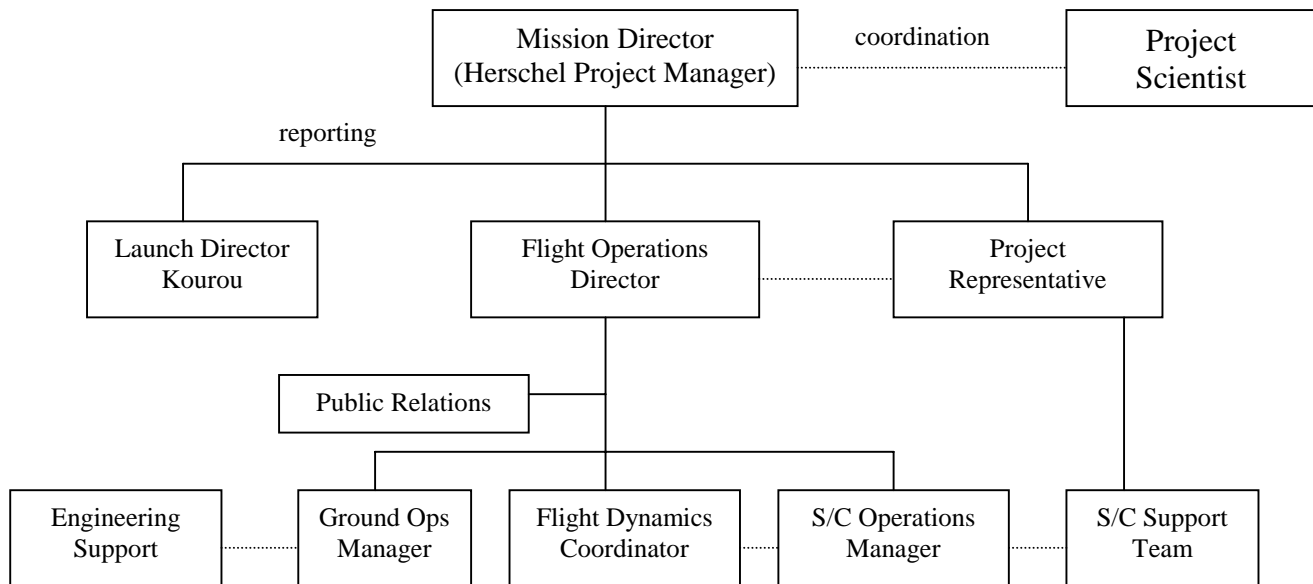 Mission Director
(Herschel Project Manager)
coordination
Project
Scientist
reporting
Launch Director
Kourou
Flight Operations
Director
Project
Representative
Public Relations
Engineering
Support
Ground Ops
Manager
Flight Dynamics
Coordinator
S/C Operations
Manager
S/C Support
Team